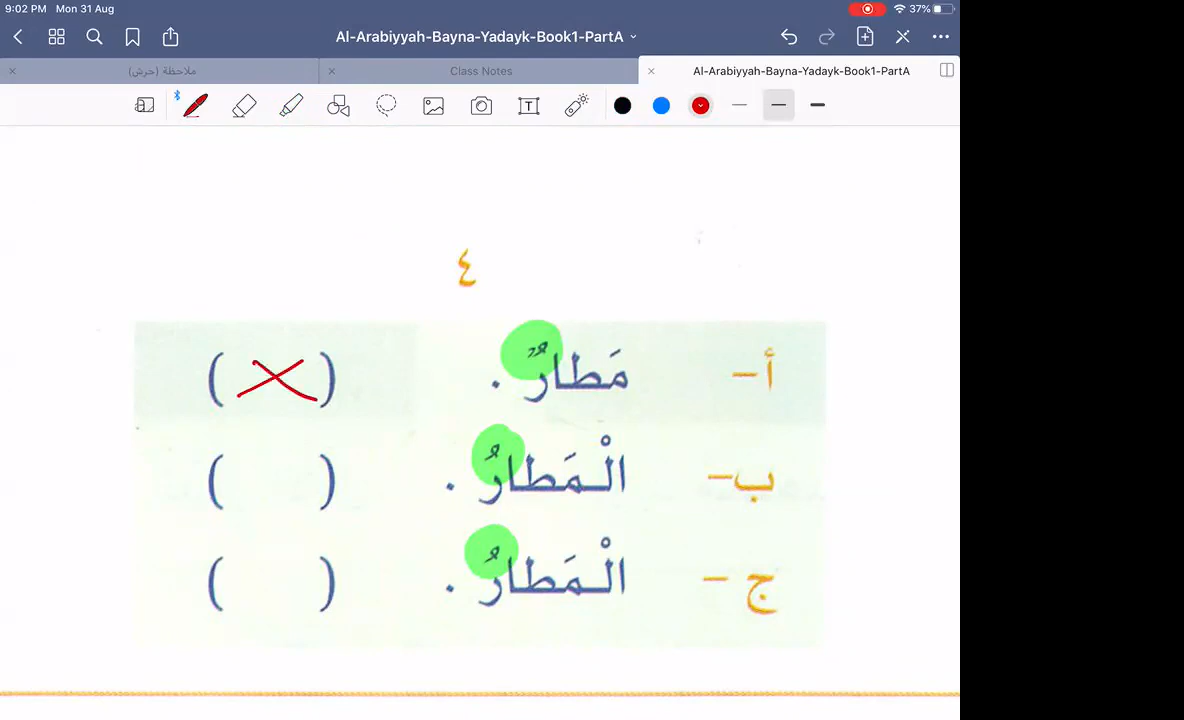 9:02 PM Mon 31 Aug 37%
Al-Arabiyyah-Bayna-Yadayk-Book1-PartA
ملاحظة (حرش) Class Notes Al-Arabiyyah-Bayna-Yadayk-Book1-PartA
T
٤
أ- مَطارٌ . ( )
ب- الْمَطارُ . ( )
ج- الْمَطارُ . ( )